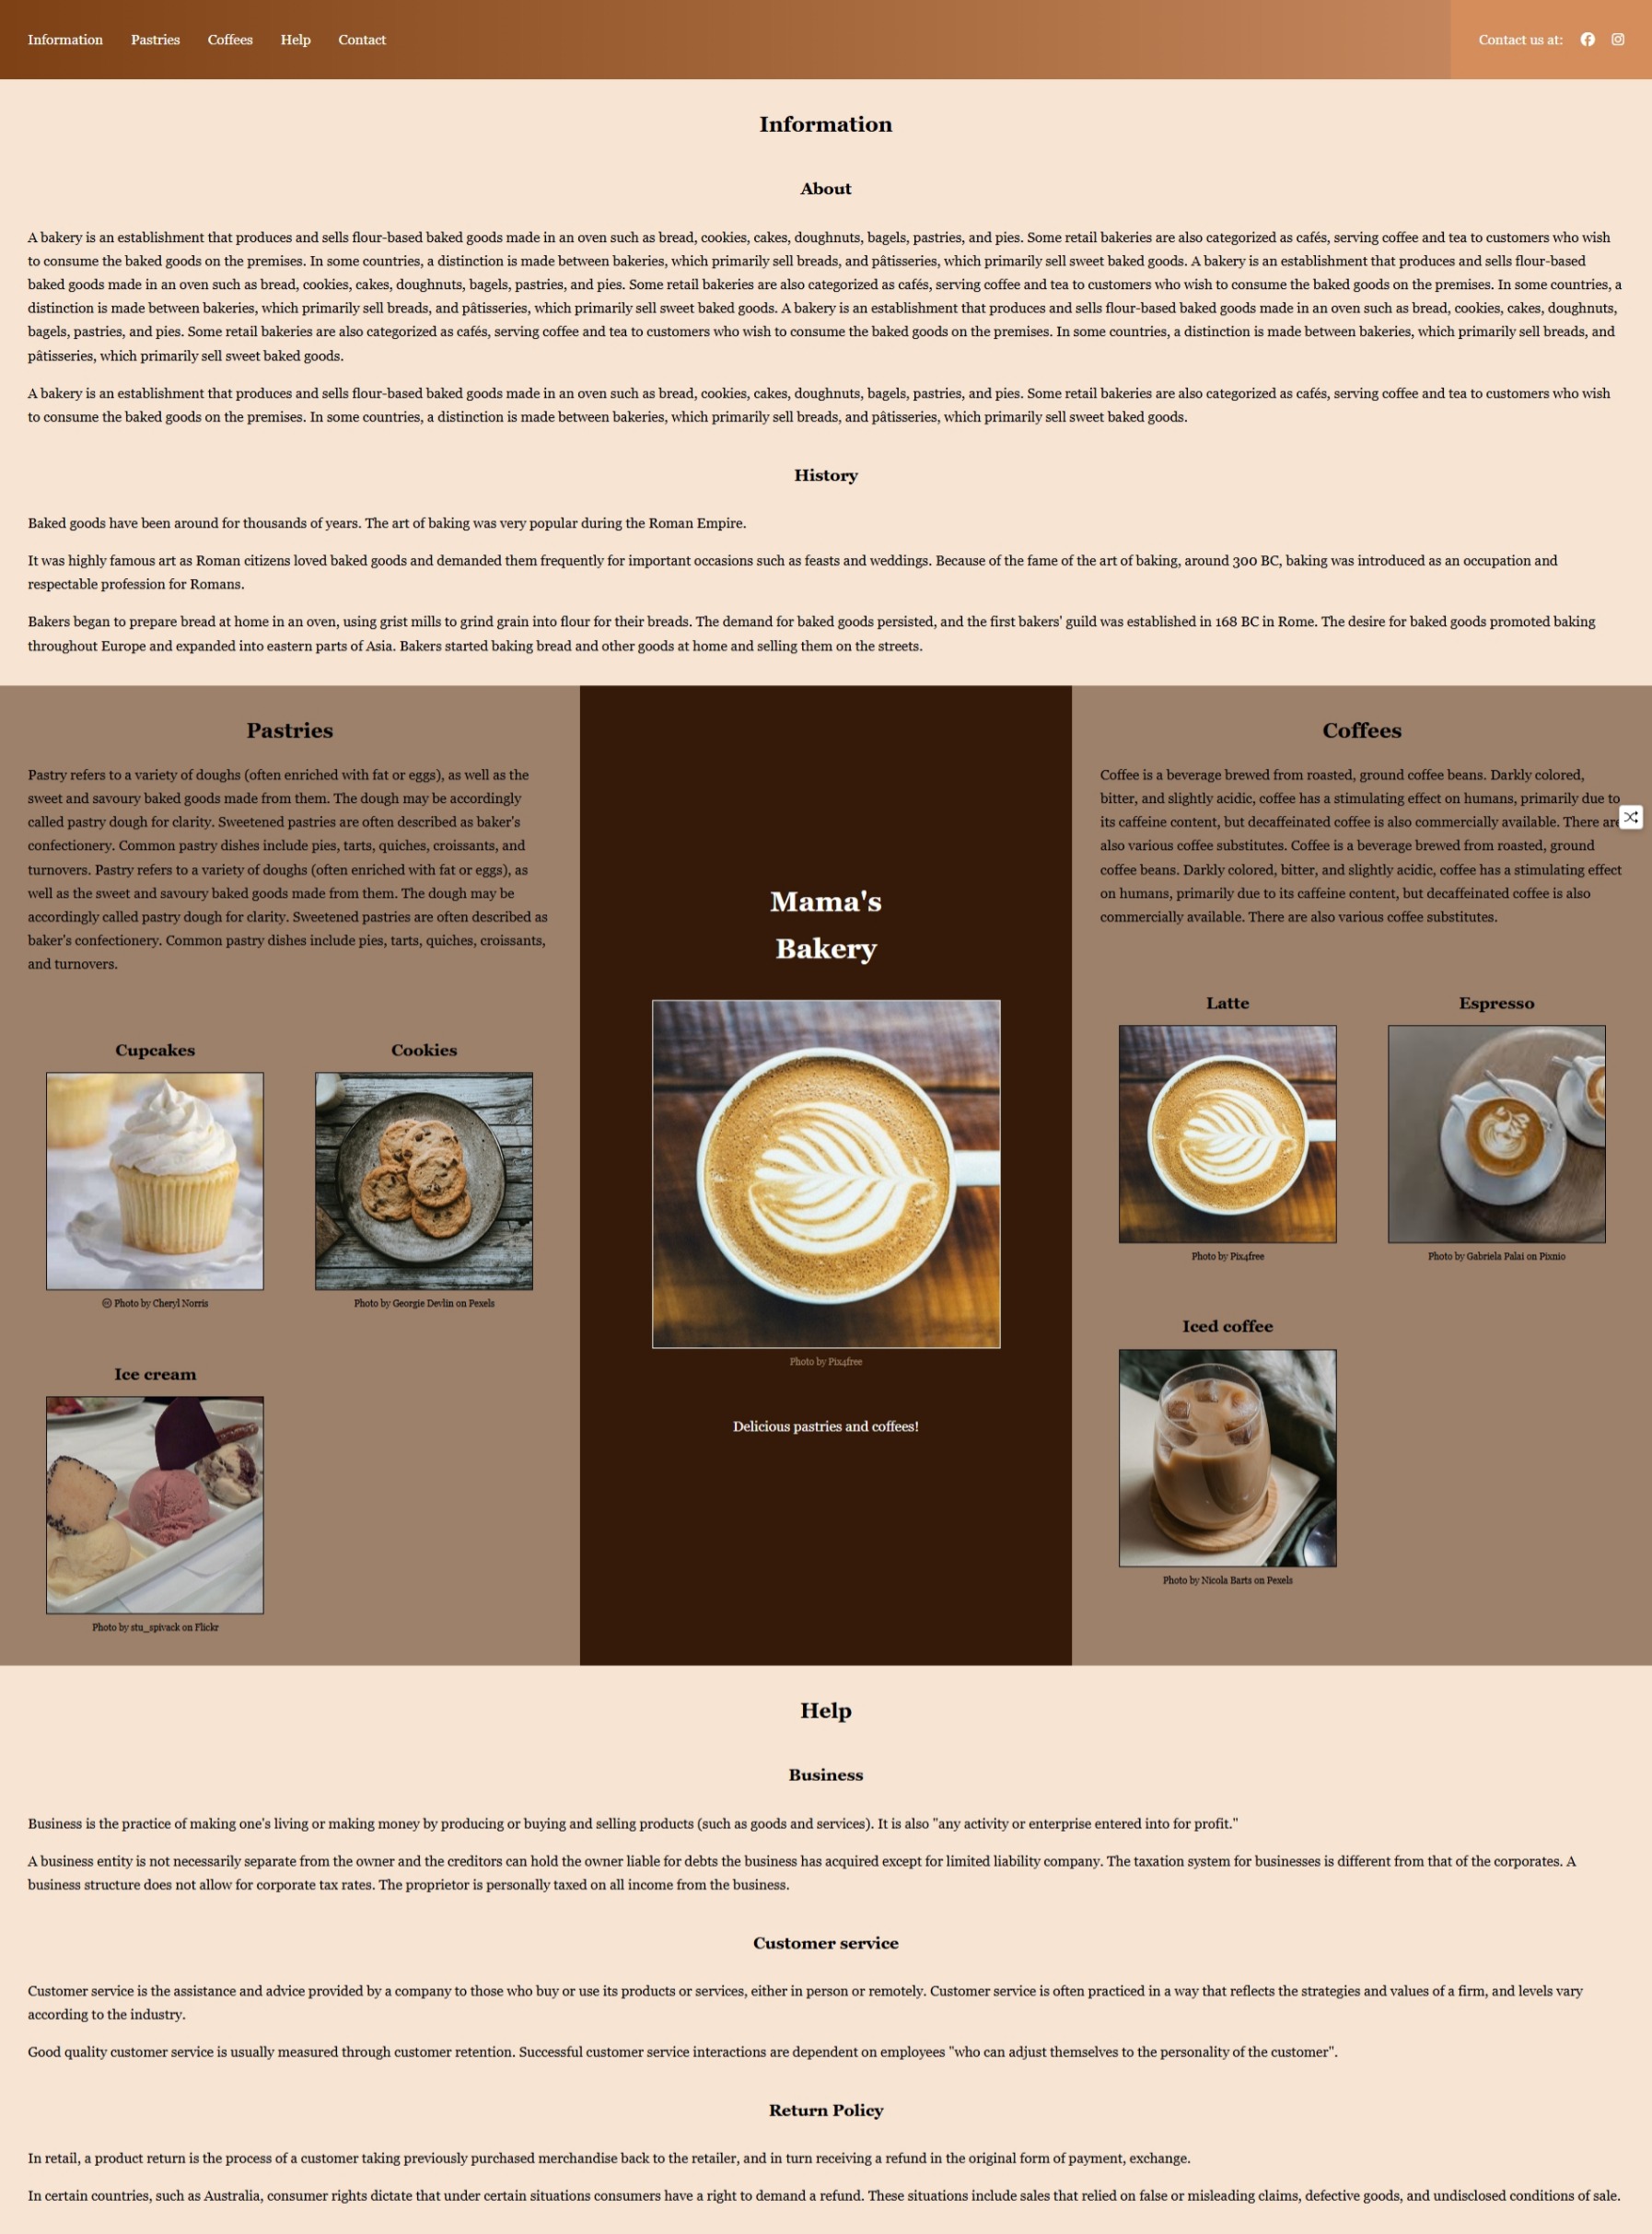 Information Pastries Coffees Help Contact Contact us at:
Information
About
A bakery is an establishment that produces and sells flour-based baked goods made in an oven such as bread, cookies, cakes, doughnuts, bagels, pastries, and pies. Some retail bakeries are also categorized as cafés, serving coffee and tea to customers who wish
to consume the baked goods on the premises. In some countries, a distinction is made between bakeries, which primarily sell breads, and pâtisseries, which primarily sell sweet baked goods. A bakery is an establishment that produces and sells flour-based
baked goods made in an oven such as bread, cookies, cakes, doughnuts, bagels, pastries, and pies. Some retail bakeries are also categorized as cafés, serving coffee and tea to customers who wish to consume the baked goods on the premises. In some countries, a
distinction is made between bakeries, which primarily sell breads, and pâtisseries, which primarily sell sweet baked goods. A bakery is an establishment that produces and sells flour-based baked goods made in an oven such as bread, cookies, cakes, doughnuts,
bagels, pastries, and pies. Some retail bakeries are also categorized as cafés, serving coffee and tea to customers who wish to consume the baked goods on the premises. In some countries, a distinction is made between bakeries, which primarily sell breads, and
pâtisseries, which primarily sell sweet baked goods.
A bakery is an establishment that produces and sells flour-based baked goods made in an oven such as bread, cookies, cakes, doughnuts, bagels, pastries, and pies. Some retail bakeries are also categorized as cafés, serving coffee and tea to customers who wish
to consume the baked goods on the premises. In some countries, a distinction is made between bakeries, which primarily sell breads, and pâtisseries, which primarily sell sweet baked goods.
History
Baked goods have been around for thousands of years. The art of baking was very popular during the Roman Empire.
It was highly famous art as Roman citizens loved baked goods and demanded them frequently for important occasions such as feasts and weddings. Because of the fame of the art of baking, around 300 BC, baking was introduced as an occupation and
respectable profession for Romans.
Bakers began to prepare bread at home in an oven, using grist mills to grind grain into flour for their breads. The demand for baked goods persisted, and the first bakers' guild was established in 168 BC in Rome. The desire for baked goods promoted baking
throughout Europe and expanded into eastern parts of Asia. Bakers started baking bread and other goods at home and selling them on the streets.
Pastries
Pastry refers to a variety of doughs (often enriched with fat or eggs), as well as the
sweet and savoury baked goods made from them. The dough may be accordingly
called pastry dough for clarity. Sweetened pastries are often described as baker's
confectionery. Common pastry dishes include pies, tarts, quiches, croissants, and
turnovers. Pastry refers to a variety of doughs (often enriched with fat or eggs), as
well as the sweet and savoury baked goods made from them. The dough may be
accordingly called pastry dough for clarity. Sweetened pastries are often described as
baker's confectionery. Common pastry dishes include pies, tarts, quiches, croissants,
and turnovers.
Cupcakes
Photo by Cheryl Norris
Cookies
Photo by Georgie Devlin on Pexels
Ice cream
Photo by stu_spivack on Flickr
Mama's
Bakery
Photo by Pix4free
Delicious pastries and coffees!
Coffees
Coffee is a beverage brewed from roasted, ground coffee beans. Darkly colored,
bitter, and slightly acidic, coffee has a stimulating effect on humans, primarily due to
its caffeine content, but decaffeinated coffee is also commercially available. There are
also various coffee substitutes. Coffee is a beverage brewed from roasted, ground
coffee beans. Darkly colored, bitter, and slightly acidic, coffee has a stimulating effect
on humans, primarily due to its caffeine content, but decaffeinated coffee is also
commercially available. There are also various coffee substitutes.
Latte
Photo by Pix4free
Espresso
Photo by Gabriela Palai on Pixnio
Iced coffee
Photo by Nicola Barts on Pexels
Help
Business
Business is the practice of making one's living or making money by producing or buying and selling products (such as goods and services). It is also "any activity or enterprise entered into for profit."
A business entity is not necessarily separate from the owner and the creditors can hold the owner liable for debts the business has acquired except for limited liability company. The taxation system for businesses is different from that of the corporates. A
business structure does not allow for corporate tax rates. The proprietor is personally taxed on all income from the business.
Customer service
Customer service is the assistance and advice provided by a company to those who buy or use its products or services, either in person or remotely. Customer service is often practiced in a way that reflects the strategies and values of a firm, and levels vary
according to the industry.
Good quality customer service is usually measured through customer retention. Successful customer service interactions are dependent on employees "who can adjust themselves to the personality of the customer".
Return Policy
In retail, a product return is the process of a customer taking previously purchased merchandise back to the retailer, and in turn receiving a refund in the original form of payment, exchange.
In certain countries, such as Australia, consumer rights dictate that under certain situations consumers have a right to demand a refund. These situations include sales that relied on false or misleading claims, defective goods, and undisclosed conditions of sale.